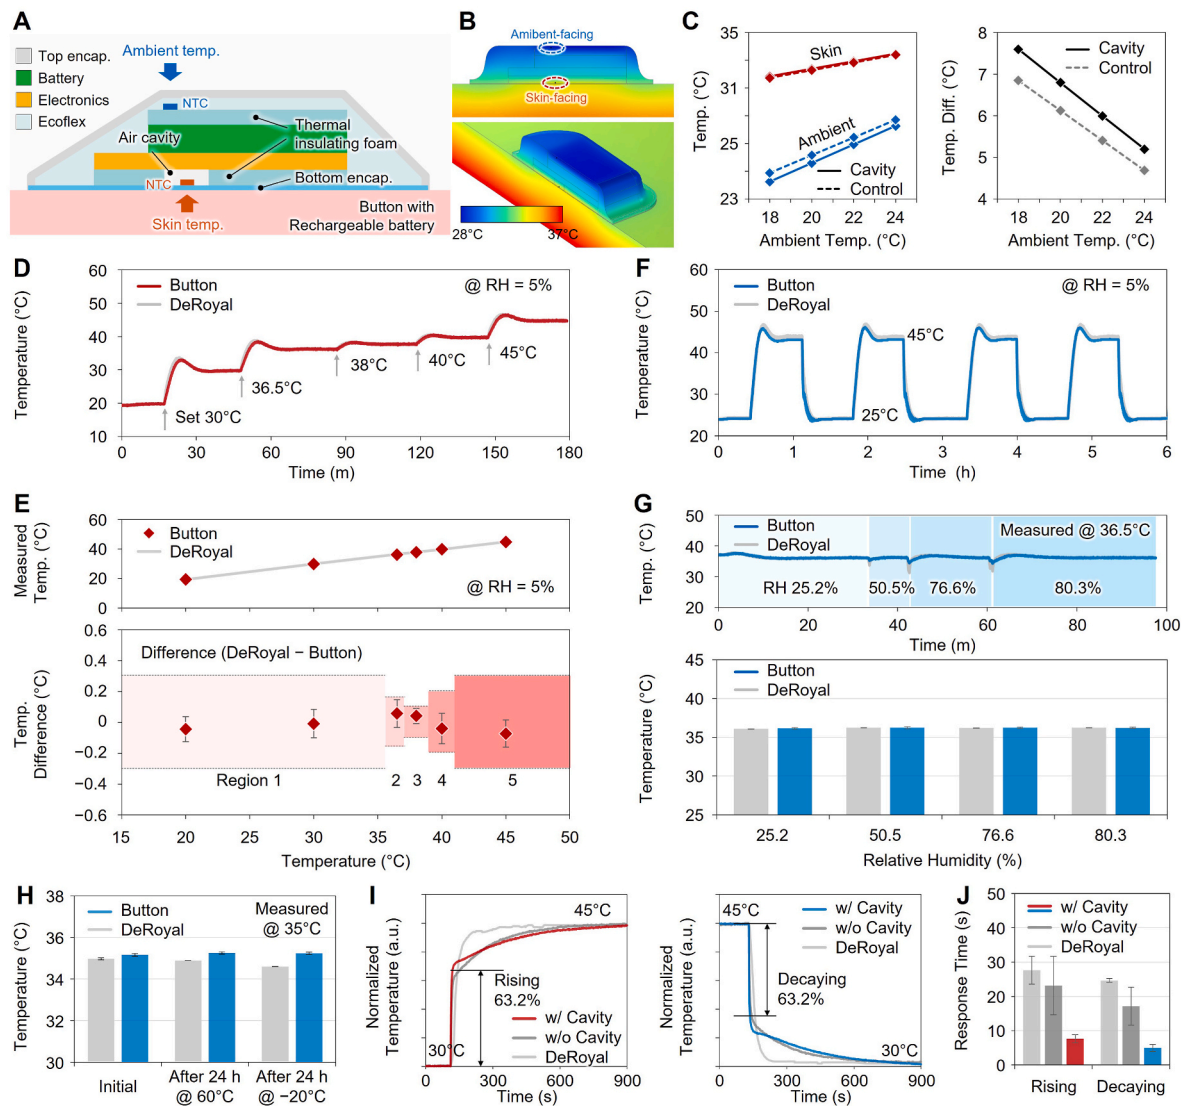 A
Top encap.
Battery
Electronics
Ecoflex
Ambient temp.
NTC
Air cavity
Thermal
insulating foam
Bottom encap.
NTC
Skin temp.
Button with
Rechargeable battery
B
Amibent-facing
Skin-facing
28°C
37°C
C
Temp. (°C)
35
33
25
23
Skin
Ambient
Cavity
Control
18 20 22 24
Ambient Temp. (°C)
Temp. Diff. (°C)
8
7
6
5
4
Cavity
Control
18 20 22 24
Ambient Temp. (°C)
D
Temperature (°C)
60
50
40
30
20
10
Button
DeRoyal
@ RH = 5%
Set 30°C
36.5°C
38°C
40°C
45°C
0 30 60 90 120 150 180
Time (m)
F
Temperature (°C)
60
50
40
30
20
Button
DeRoyal
@ RH = 5%
45°C
25°C
0 1 2 3 4 5 6
Time (h)
E
Measured
Temp. (°C)
60
40
20
0
Button
DeRoyal
@ RH = 5%
Temp.
Difference (°C)
0.6
0.4
0.2
0
−0.2
−0.4
−0.6
Difference (DeRoyal − Button)
Region 1
2
3
4
5
15 20 25 30 35 40 45 50
Temperature (°C)
G
Temp. (°C)
50
40
30
20
Button
DeRoyal
Measured @ 36.5°C
RH 25.2%
50.5%
76.6%
80.3%
0 20 40 60 80 100
Time (m)
Temperature (°C)
45
35
35
25
Button
DeRoyal
25.2 50.5 76.6 80.3
Relative Humidity (%)
H
Temperature (°C)
38
36
34
32
30
Button
DeRoyal
Measured
@ 35°C
Initial
After 24 h
@ 60°C
After 24 h
@ −20°C
I
Normalized
Temperature (a.u.)
45°C
Rising
63.2%
w/ Cavity
w/o Cavity
DeRoyal
30°C
0 300 600 900
Time (s)
Normalized
Temperature (a.u.)
45°C
w/ Cavity
w/o Cavity
DeRoyal
Decaying
63.2%
30°C
0 300 600 900
Time (s)
J
Response Time (s)
50
40
30
20
10
0
w/ Cavity
w/o Cavity
DeRoyal
Rising
Decaying